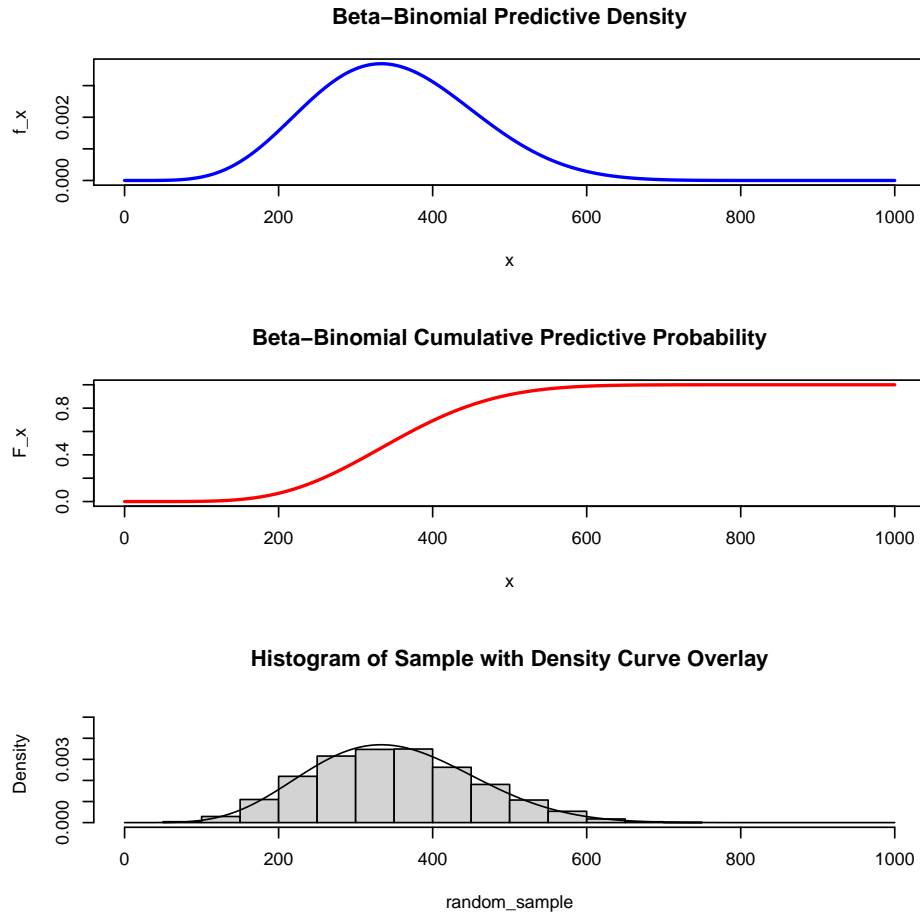 Beta−Binomial Predictive Density
f_x
0.000
0.002
0
200
400
600
800
1000
x
Beta−Binomial Cumulative Predictive Probability
F_x
0.0
0.4
0.8
0
200
400
600
800
1000
x
Histogram of Sample with Density Curve Overlay
Density
0.000
0.003
0
200
400
600
800
1000
random_sample